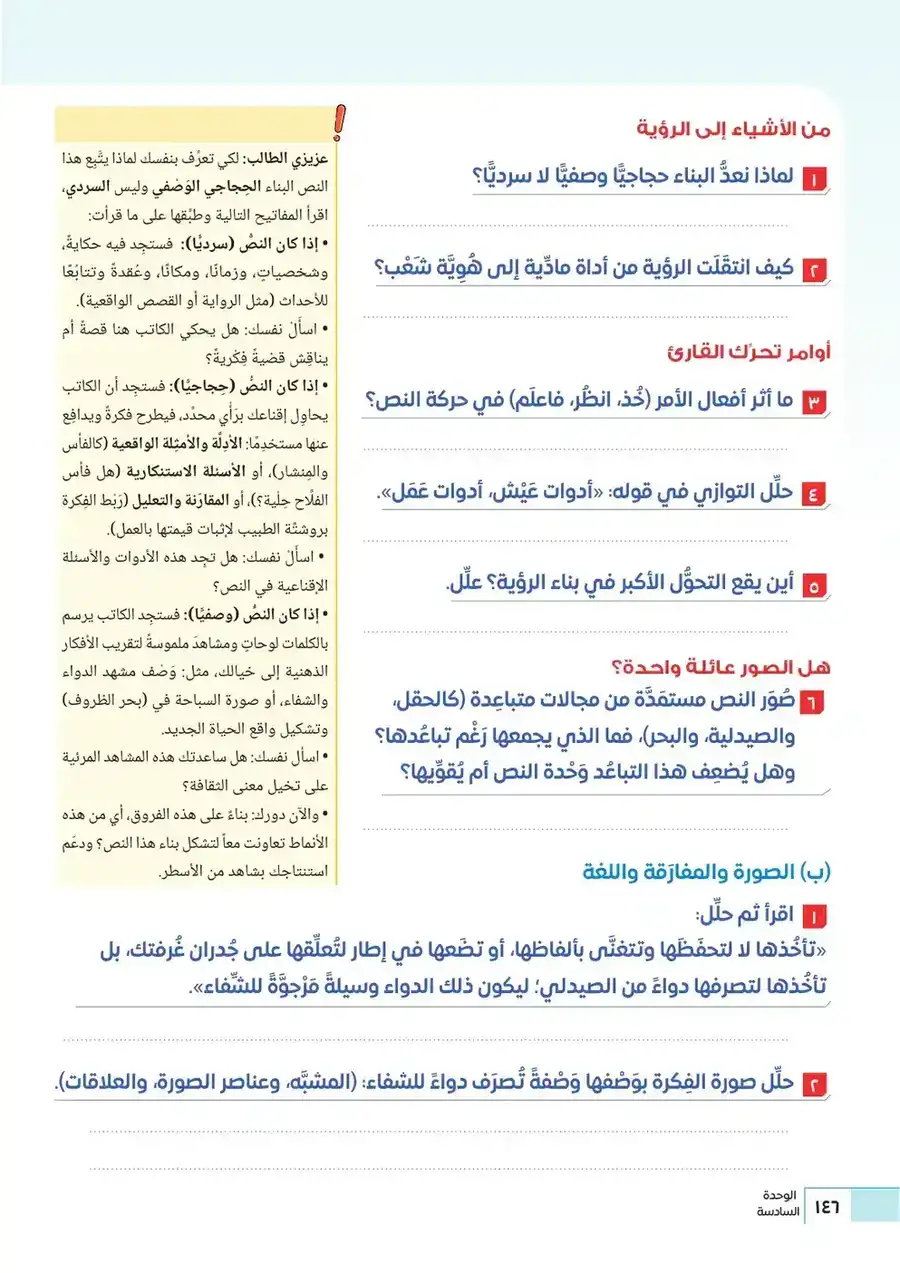 من الأشياء إلى الرؤية
١ لماذا نعدُّ البناء حجاجيًّا وصفيًّا لا سرديًّا؟
٢ كيف انتقَلَت الرؤية من أداة مادِّية إلى هُوِيَّة شَعْب؟
أوامر تحرِّك القارئ
٣ ما أثر أفعال الأمر (خُذ، انظُر، فاعلَم) في حركة النص؟
٤ حلِّل التوازي في قوله: «أدوات عَيْش، أدوات عَمَل».
٥ أين يقع التحوُّل الأكبر في بناء الرؤية؟ علِّل.
هل الصور عائلة واحدة؟
٦ صُوَر النص مستمَدَّة من مجالات متباعِدة (كالحقل،
والصيدلية، والبحر)، فما الذي يجمعها رَغْم تباعُدها؟
وهل يُضعِف هذا التباعُد وَحْدة النص أم يُقوِّيها؟
!
عزيزي الطالب: لكي تعرَّف بنفسك لماذا يتَّبِع هذا
النص البناء الحِجاجي الوَصْفي وليس السردي،
اقرأ المفاتيح التالية وطبِّقها على ما قرأت:
• إذا كان النصُّ (سرديًّا): فستجِد فيه حكايةً،
وشخصياتٍ، وزمانًا، ومكانًا، وعُقدةً وتتابُعًا
للأحداث (مثل الرواية أو القصص الواقعية).
• اسأَلْ نفسك: هل يحكي الكاتب هنا قصةً أم
يناقِش قضيةً فِكْريةً؟
• إذا كان النصُّ (حِجاجيًّا): فستجِد أن الكاتب
يحاوِل إقناعك برَأْي محدَّد، فيطرح فكرةً ويدافِع
عنها مستخدِمًا: الأدِلَّة والأمثِلة الواقعية (كالفأس
والمِنشار)، أو الأسئلة الاستنكارية (هل فأس
الفلَّاح حِلْية؟)، أو المقارَنة والتعليل (رَبْط الفِكرة
بروشتّة الطبيب لإثبات قيمتها بالعمل).
• اسأَلْ نفسك: هل تجِد هذه الأدوات والأسئلة
الإقناعية في النص؟
• إذا كان النصُّ (وصفيًّا): فستجِد الكاتب يرسم
بالكلمات لوحاتٍ ومشاهدَ ملموسةً لتقريب الأفكار
الذهنية إلى خيالك، مثل: وَصْف مشهد الدواء
والشفاء، أو صورة السباحة في (بحر الظروف)
وتشكيل واقع الحياة الجديد.
• اسأل نفسك: هل ساعدتك هذه المشاهد المرئية
على تخيل معنى الثقافة؟
• والآن دورك: بناءً على هذه الفروق، أي من هذه
الأنماط تعاونت معاً لتشكل بناء هذا النص؟ ودعّم
استنتاجك بشاهد من الأسطر.
(ب) الصورة والمفارَقة واللغة
١ اقرأ ثم حلِّل:
«تأخُذها لا لتحفَظَها وتتغنَّى بألفاظها، أو تضَعها في إطار لتُعلِّقها على جُدران غُرفتك، بل
تأخُذها لتصرفها دواءً من الصيدلي؛ ليكون ذلك الدواء وسيلةً مَرْجوَّةً للشِّفاء».
٢ حلِّل صورة الفِكرة بوَصْفها وَصْفةً تُصرَف دواءً للشفاء: (المشبَّه، وعناصر الصورة، والعلاقات).
الوحدة
السادسة
١٤٦